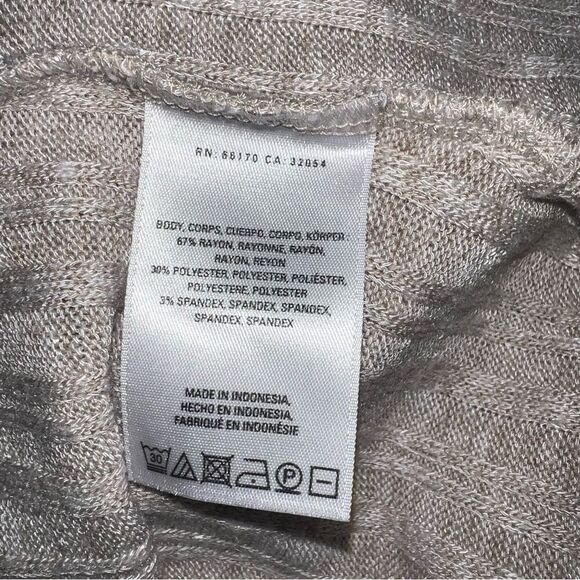 RN: 68170 CA: 32054
BODY, CORPS, CUERPO, CORPO, KÖRPER
67% RAYON, RAYONNE, RAYÓN,
RAYON, REYON
30% POLYESTER, POLYESTER, POLIÉSTER,
POLYESTERE, POLYESTER
3% SPANDEX, SPANDEX, SPANDEX,
SPANDEX, SPANDEX
MADE IN INDONESIA,
HECHO EN INDONESIA,
FABRIQUÉ EN INDONÉSIE
30 P